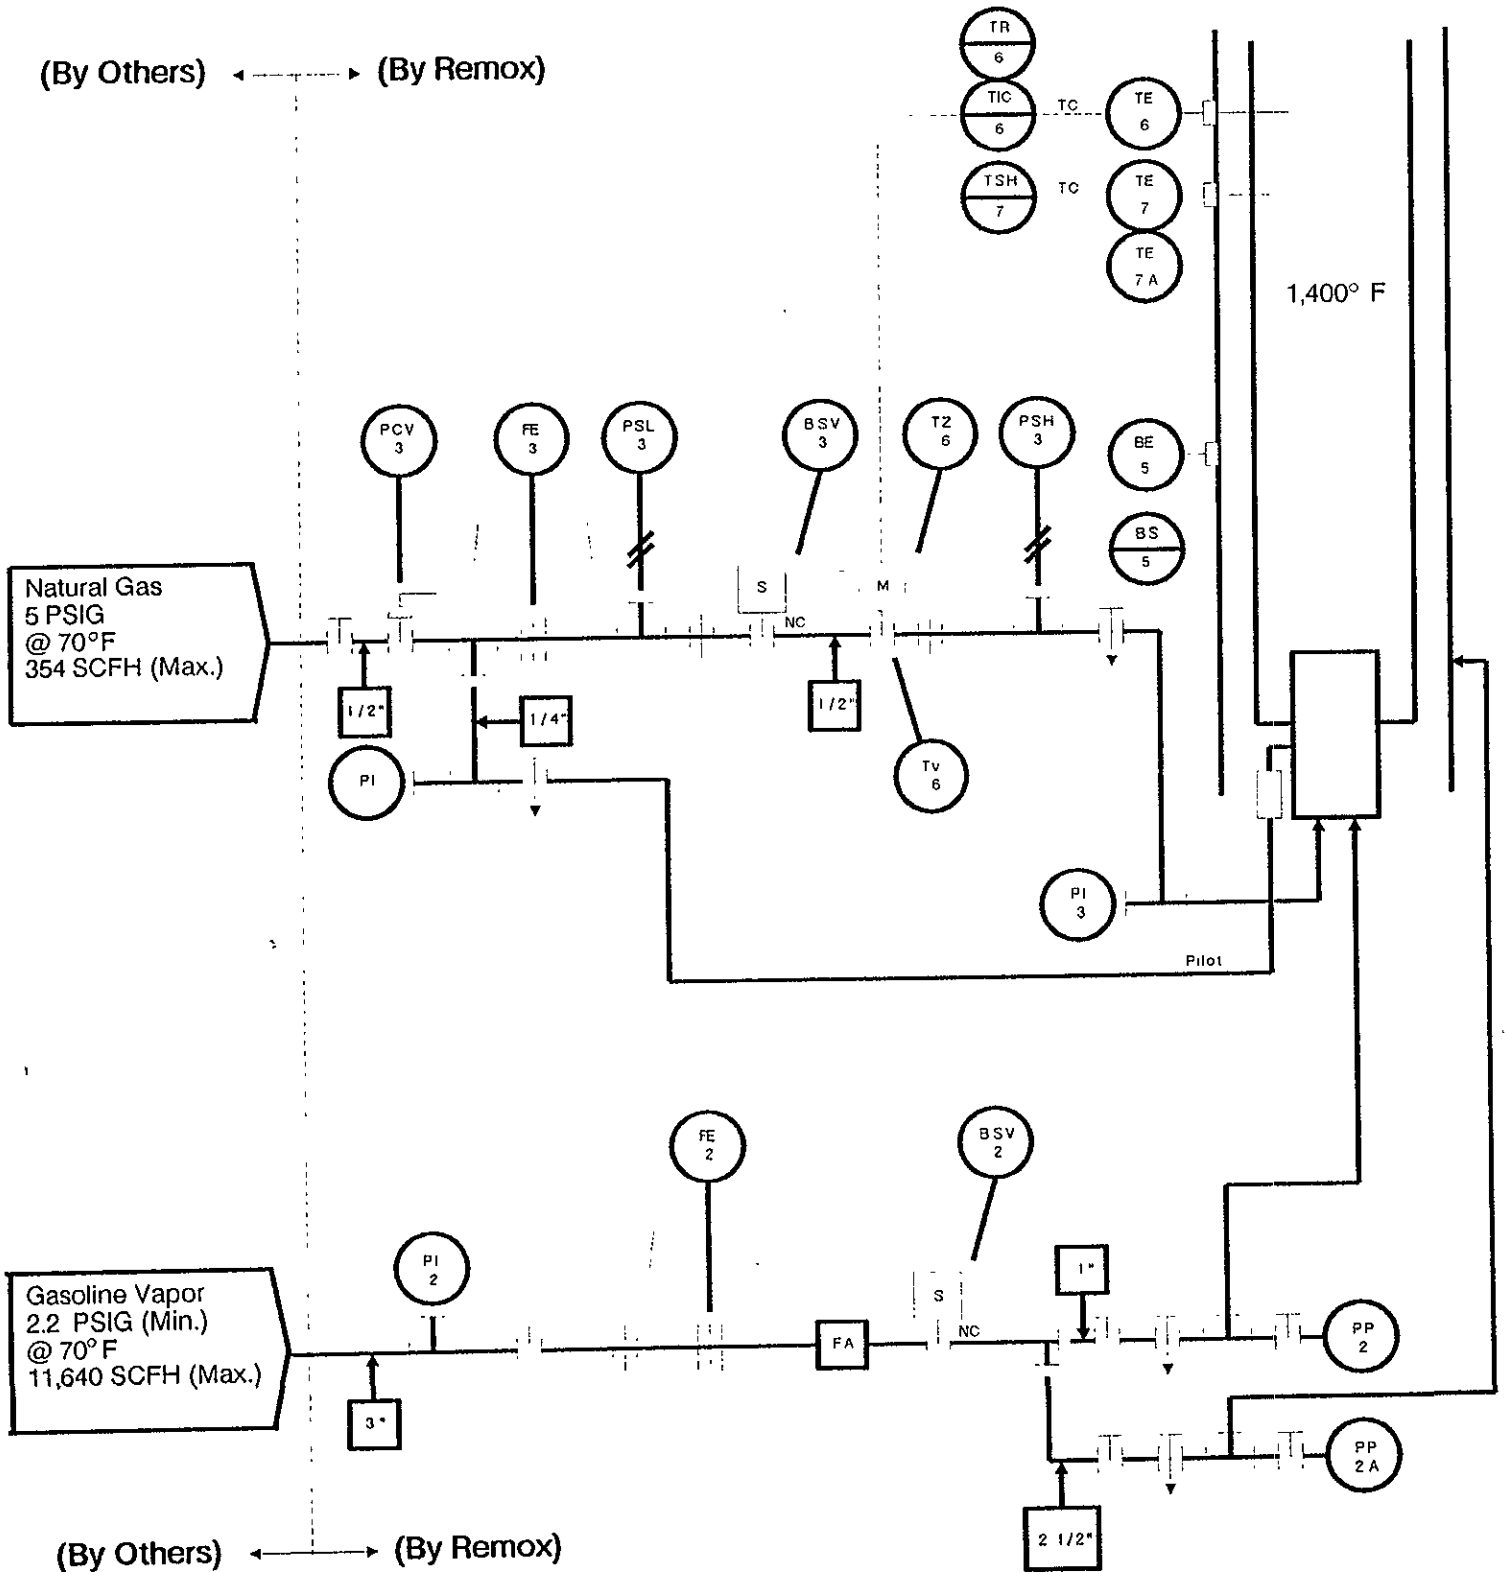 (By Others)
(By Remox)
TR
6
TIC
6
TC
TE
6
TSH
7
TC
TE
7
TE
7 A
1,400° F
PCV
3
FE
3
PSL
3
BSV
3
TZ
6
PSH
3
BE
5
BS
5
Natural Gas
5 PSIG
@ 70°F
354 SCFH (Max.)
S
NC
M
1/2"
1/4"
1/2"
PI
Tv
6
PI
3
Pilot
FE
2
BSV
2
PI
2
Gasoline Vapor
2.2 PSIG (Min.)
@ 70°F
11,640 SCFH (Max.)
S
NC
1"
FA
PP
2
3"
PP
2A
2 1/2"
(By Others)
(By Remox)